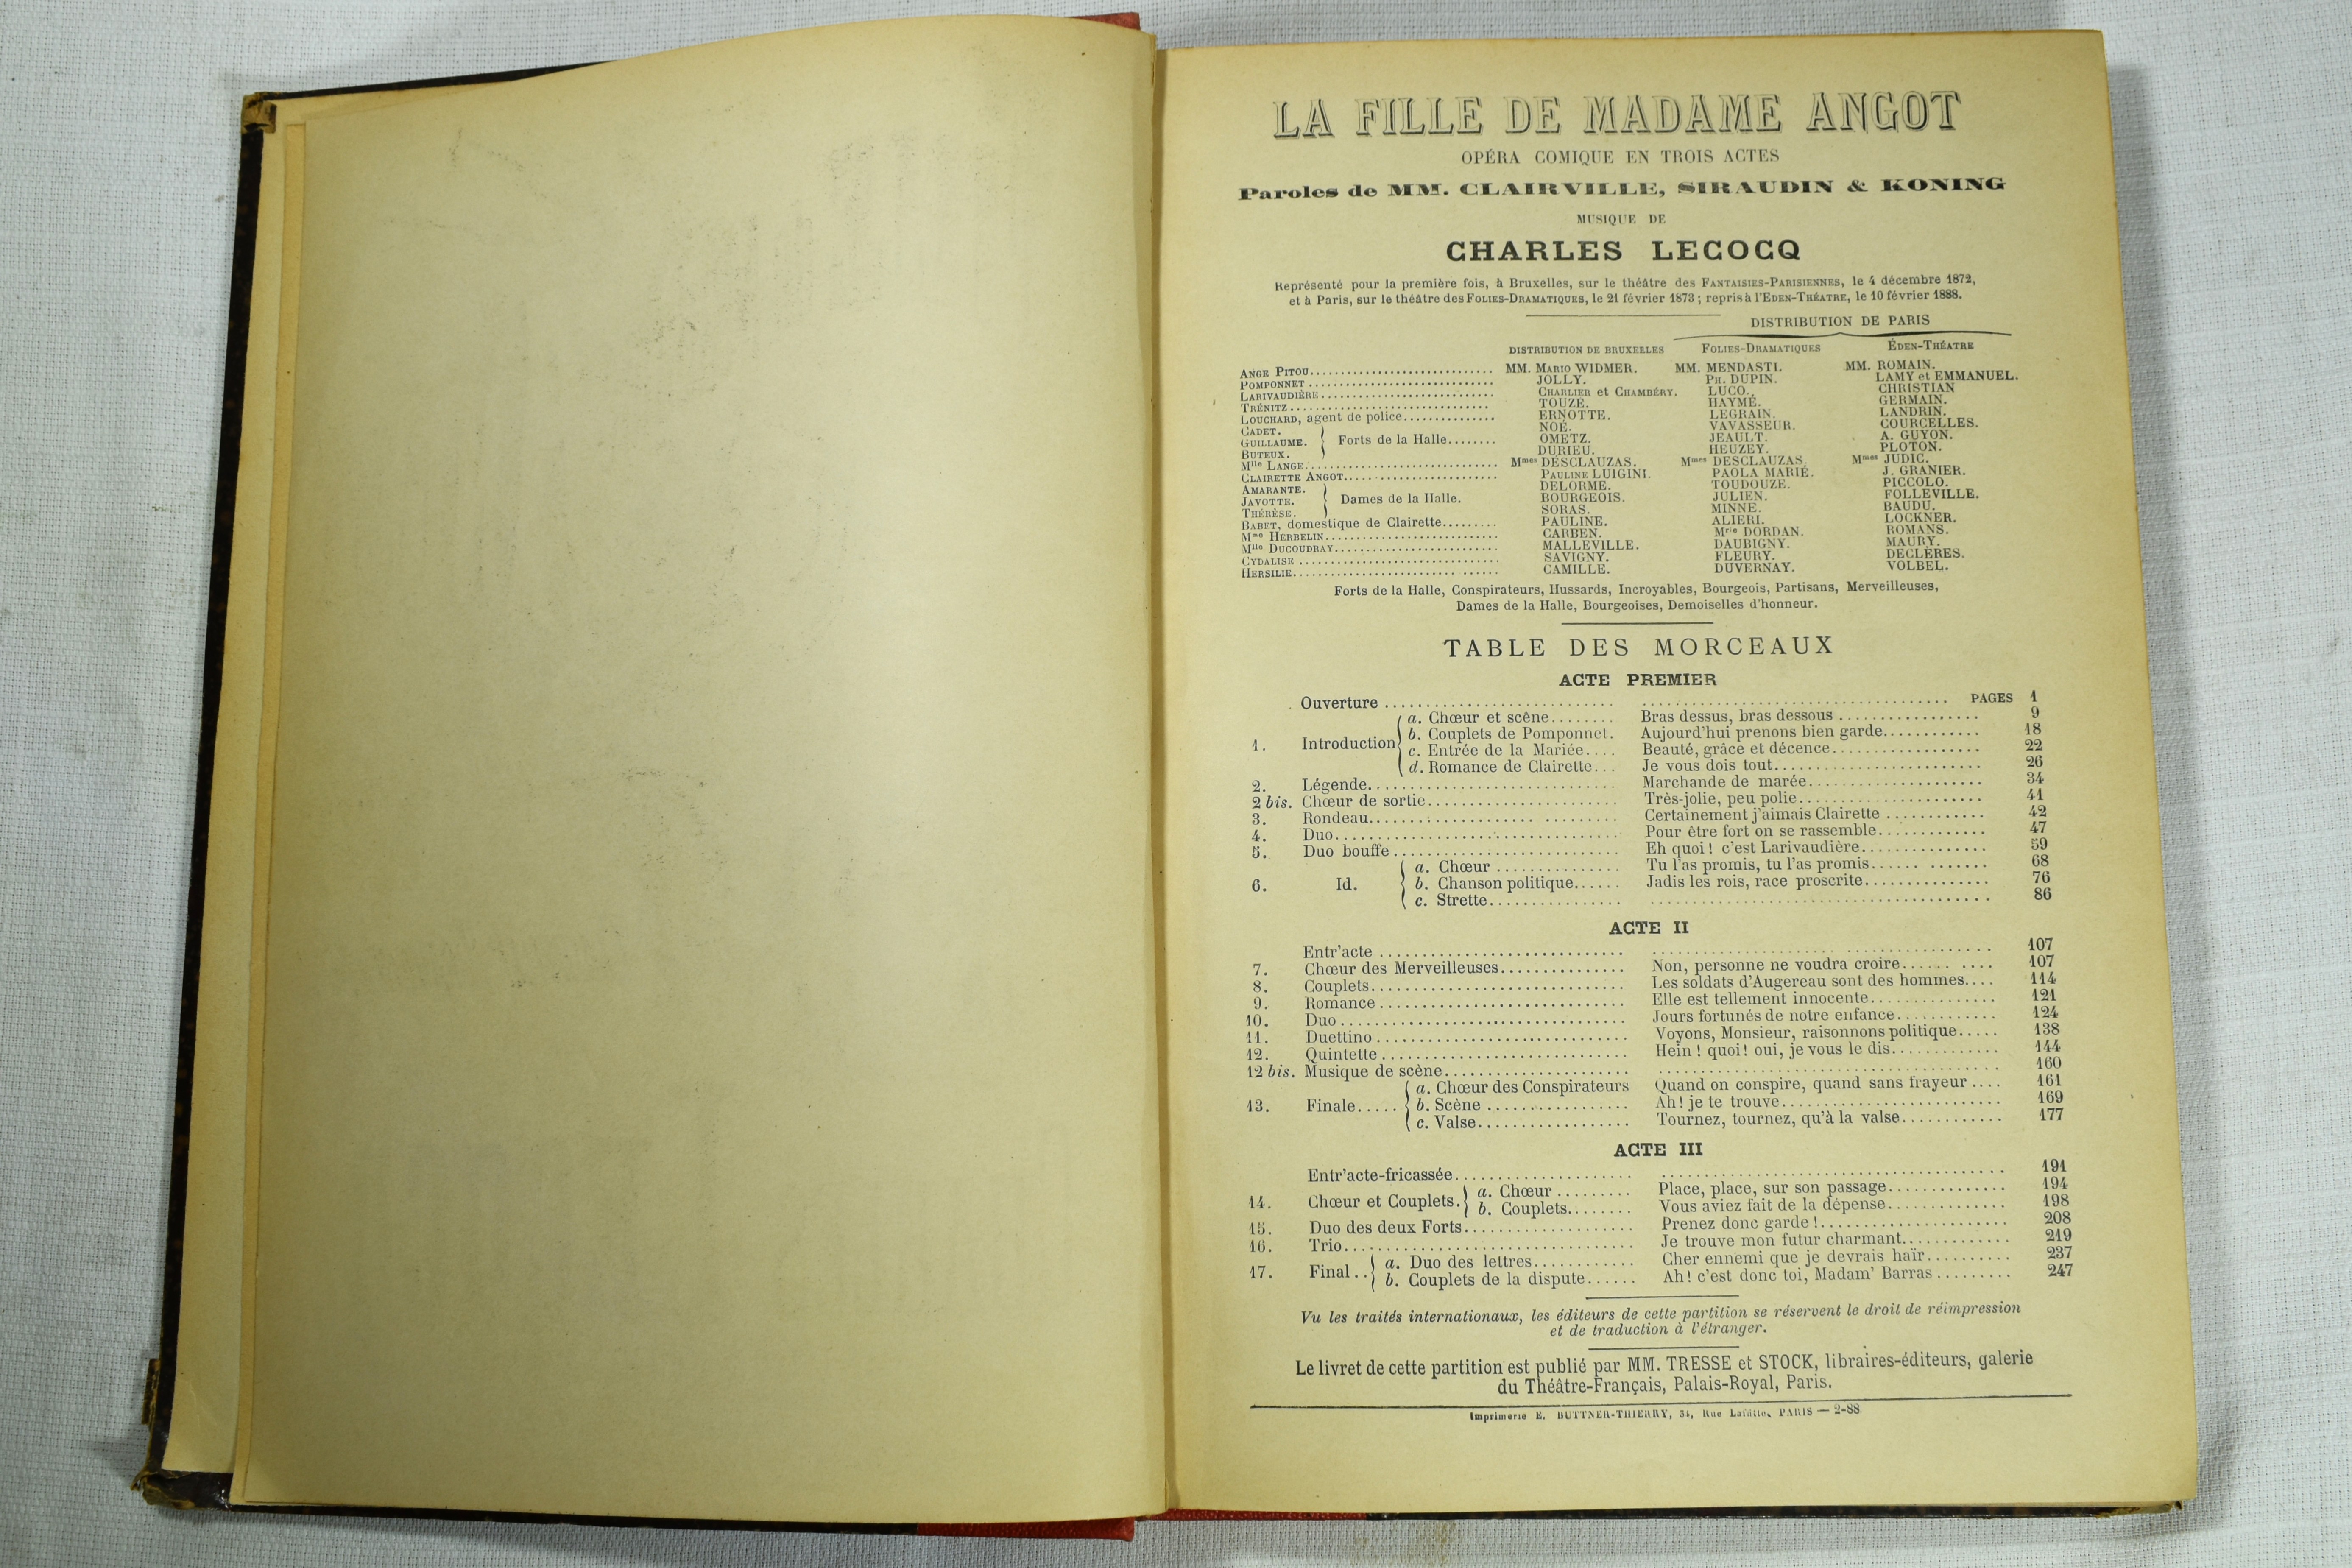 LA FILLE DE MADAME ANGOT
OPÉRA COMIQUE EN TROIS ACTES
Paroles de MM. CLAIRVILLE, SIRAUDIN & KONING
MUSIQUE DE
CHARLES LECOCQ
Représenté pour la première fois, à Bruxelles, sur le théâtre des FANTAISIES-PARISIENNES, le 4 décembre 1872,
et à Paris, sur le théâtre des FOLIES-DRAMATIQUES, le 21 février 1873 ; repris à l'EDEN-THÉATRE, le 10 février 1888.
DISTRIBUTION DE PARIS
DISTRIBUTION DE BRUXELLES FOLIES-DRAMATIQUES ÉDEN-THÉATRE
ANGE PITOU MM. MARIO WIDMER. MM. MENDASTI. MM. ROMAIN.
POMPONNET JOLLY. PH. DUPIN. LAMY et EMMANUEL.
LARIVAUDIÈRE CHARLIER et CHAMBÉRY. LUCO. CHRISTIAN
TRÉNITZ TOUZE. HAYMÉ. GERMAIN.
LOUCHARD, agent de police ERNOTTE. LEGRAIN. LANDRIN.
CADET. NOÉ. VAVASSEUR. COURCELLES.
GUILLAUME. Forts de la Halle OMETZ. JEAULT. A. GUYON.
BUTEUX. DURIEU. HEUZEY. PLOTON.
Mlle LANGE Mmes DESCLAUZAS. Mmes DESCLAUZAS. Mmes JUDIC.
CLAIRETTE ANGOT PAULINE LUIGINI. PAOLA MARIÉ. J. GRANIER.
AMARANTE. DELORME. TOUDOUZE. PICCOLO.
JAVOTTE. Dames de la Halle. BOURGEOIS. JULIEN. FOLLEVILLE.
THÉRÈSE. SORAS. MINNE. BAUDU.
BABET, domestique de Clairette PAULINE. ALIERI. LOCKNER.
Mme HERBELIN CARBEN. Mrie DORDAN. ROMANS.
Mlle DUCOUDRAY MALLEVILLE. DAUBIGNY. MAURY.
CYDALISE SAVIGNY. FLEURY. DECLÈRES.
HERSILIE CAMILLE. DUVERNAY. VOLBEL.
Forts de la Halle, Conspirateurs, Hussards, Incroyables, Bourgeois, Partisans, Merveilleuses,
Dames de la Halle, Bourgeoises, Demoiselles d'honneur.
TABLE DES MORCEAUX
ACTE PREMIER
Ouverture PAGES 1
a. Chœur et scène Bras dessus, bras dessous 9
b. Couplets de Pomponnet. Aujourd'hui prenons bien garde 18
1. Introduction c. Entrée de la Mariée Beauté, grâce et décence 22
d. Romance de Clairette Je vous dois tout 26
2. Légende Marchande de marée 34
2 bis. Chœur de sortie Très-jolie, peu polie 41
3. Rondeau Certainement j'aimais Clairette 42
4. Duo Pour être fort on se rassemble 47
5. Duo bouffe Eh quoi ! c'est Larivaudière 59
a. Chœur Tu l'as promis, tu l'as promis 68
6. Id. b. Chanson politique Jadis les rois, race proscrite 76
c. Strette 86
ACTE II
Entr'acte 107
7. Chœur des Merveilleuses Non, personne ne voudra croire 107
8. Couplets Les soldats d'Augereau sont des hommes 114
9. Romance Elle est tellement innocente 121
10. Duo Jours fortunés de notre enfance 124
11. Duettino Voyons, Monsieur, raisonnons politique 138
12. Quintette Hein ! quoi ! oui, je vous le dis 144
12 bis. Musique de scène 160
a. Chœur des Conspirateurs Quand on conspire, quand sans frayeur 161
13. Finale b. Scène Ah ! je te trouve 169
c. Valse Tournez, tournez, qu'à la valse 177
ACTE III
Entr'acte-fricassée 191
14. Chœur et Couplets. a. Chœur Place, place, sur son passage 194
b. Couplets Vous aviez fait de la dépense 198
15. Duo des deux Forts Prenez donc garde ! 208
16. Trio Je trouve mon futur charmant 219
17. Final a. Duo des lettres Cher ennemi que je devrais haïr 237
b. Couplets de la dispute Ah ! c'est donc toi, Madam' Barras 247
Vu les traités internationaux, les éditeurs de cette partition se réservent le droit de réimpression
et de traduction à l'étranger.
Le livret de cette partition est publié par MM. TRESSE et STOCK, libraires-éditeurs, galerie
du Théâtre-Français, Palais-Royal, Paris.
Imprimerie E. BUTTNER-THIERRY, 34, Rue Laffitte, PARIS — 2-88